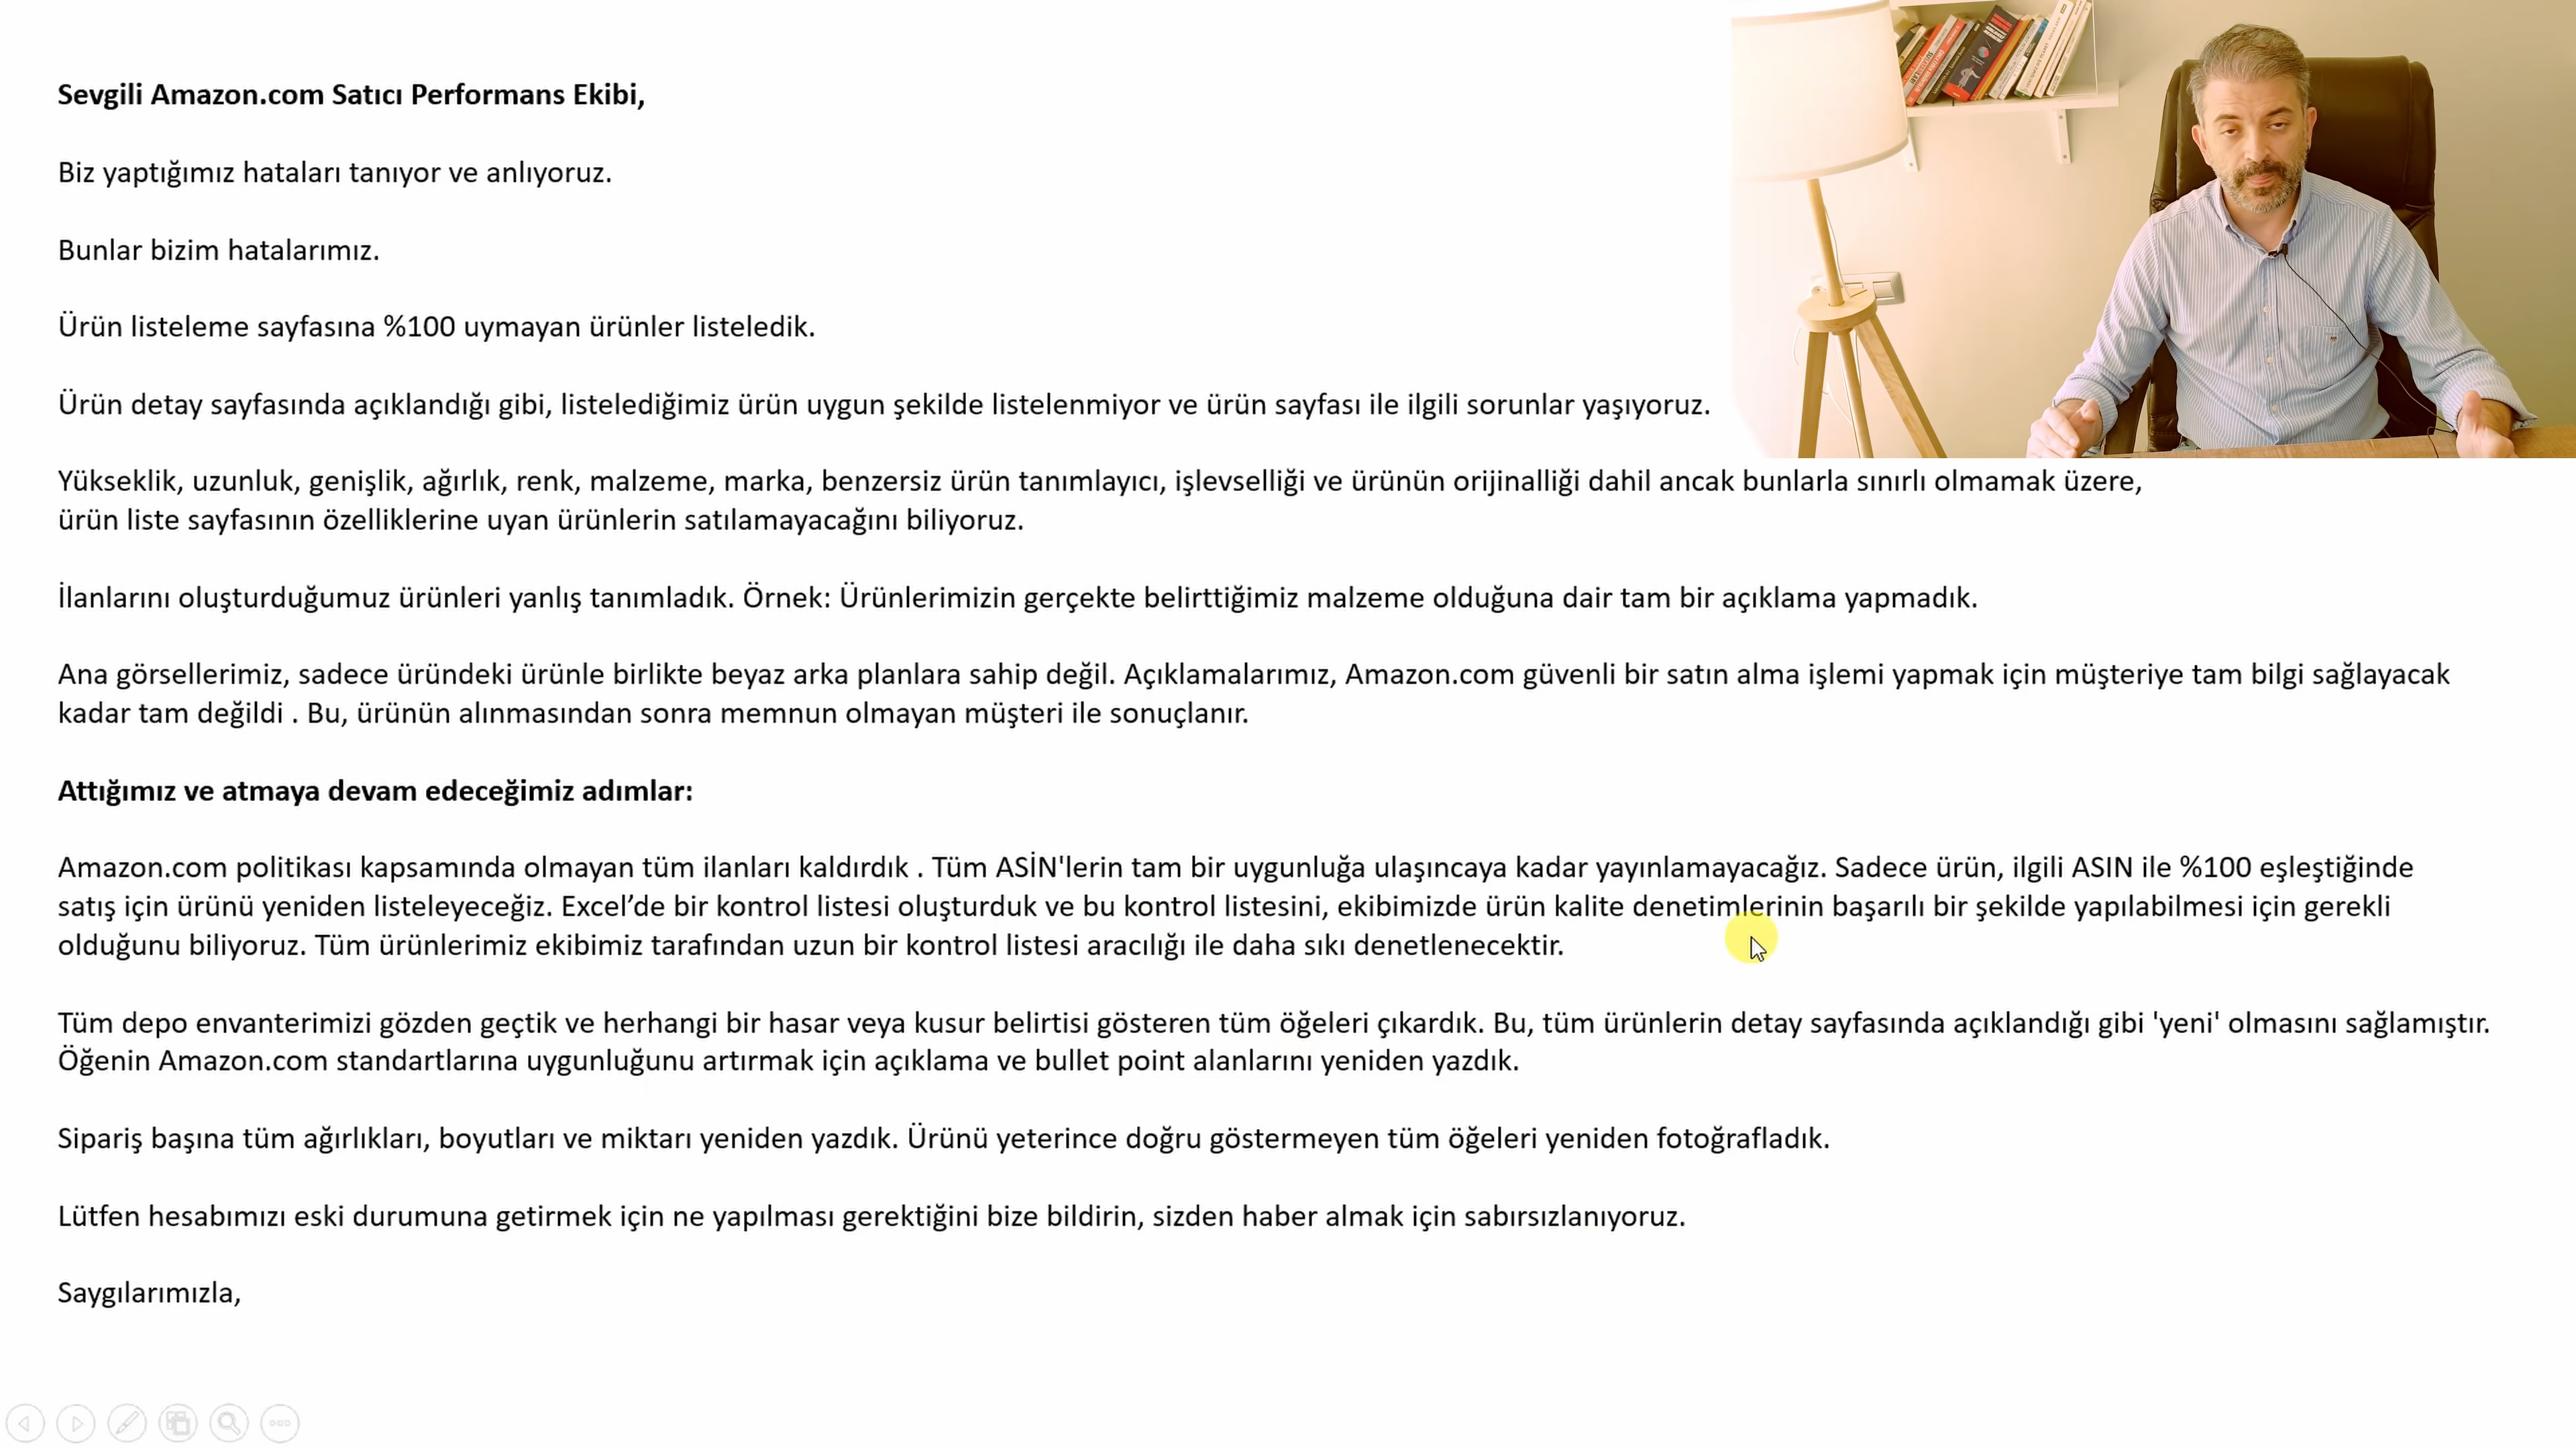 Sevgili Amazon.com Satıcı Performans Ekibi,
Biz yaptığımız hataları tanıyor ve anlıyoruz.
Bunlar bizim hatalarımız.
Ürün listeleme sayfasına %100 uymayan ürünler listeledik.
Ürün detay sayfasında açıklandığı gibi, listelediğimiz ürün uygun şekilde listelenmiyor ve ürün sayfası ile ilgili sorunlar yaşıyoruz.
Yükseklik, uzunluk, genişlik, ağırlık, renk, malzeme, marka, benzersiz ürün tanımlayıcı, işlevselliği ve ürünün orijinalliği dahil ancak bunlarla sınırlı olmamak üzere,
ürün liste sayfasının özelliklerine uyan ürünlerin satılamayacağını biliyoruz.
İlanlarını oluşturduğumuz ürünleri yanlış tanımladık. Örnek: Ürünlerimizin gerçekte belirttiğimiz malzeme olduğuna dair tam bir açıklama yapmadık.
Ana görsellerimiz, sadece üründeki ürünle birlikte beyaz arka planlara sahip değil. Açıklamalarımız, Amazon.com güvenli bir satın alma işlemi yapmak için müşteriye tam bilgi sağlayacak
kadar tam değildi . Bu, ürünün alınmasından sonra memnun olmayan müşteri ile sonuçlanır.
Attığımız ve atmaya devam edeceğimiz adımlar:
Amazon.com politikası kapsamında olmayan tüm ilanları kaldırdık . Tüm ASİN'lerin tam bir uygunluğa ulaşıncaya kadar yayınlamayacağız. Sadece ürün, ilgili ASIN ile %100 eşleştiğinde
satış için ürünü yeniden listeleyeceğiz. Excel’de bir kontrol listesi oluşturduk ve bu kontrol listesini, ekibimizde ürün kalite denetimlerinin başarılı bir şekilde yapılabilmesi için gerekli
olduğunu biliyoruz. Tüm ürünlerimiz ekibimiz tarafından uzun bir kontrol listesi aracılığı ile daha sıkı denetlenecektir.
Tüm depo envanterimizi gözden geçtik ve herhangi bir hasar veya kusur belirtisi gösteren tüm öğeleri çıkardık. Bu, tüm ürünlerin detay sayfasında açıklandığı gibi 'yeni' olmasını sağlamıştır.
Öğenin Amazon.com standartlarına uygunluğunu artırmak için açıklama ve bullet point alanlarını yeniden yazdık.
Sipariş başına tüm ağırlıkları, boyutları ve miktarı yeniden yazdık. Ürünü yeterince doğru göstermeyen tüm öğeleri yeniden fotoğrafladık.
Lütfen hesabımızı eski durumuna getirmek için ne yapılması gerektiğini bize bildirin, sizden haber almak için sabırsızlanıyoruz.
Saygılarımızla,